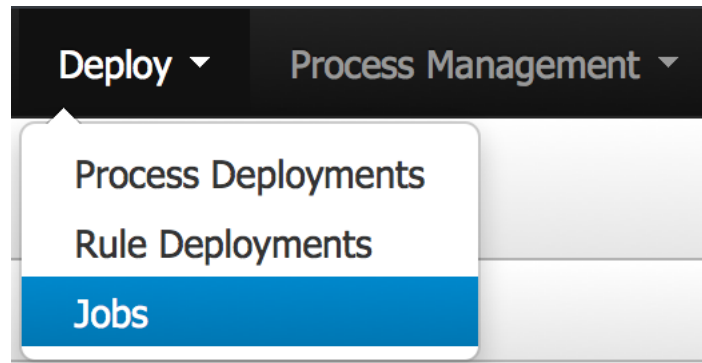 Deploy Process Management
Process Deployments
Rule Deployments
Jobs